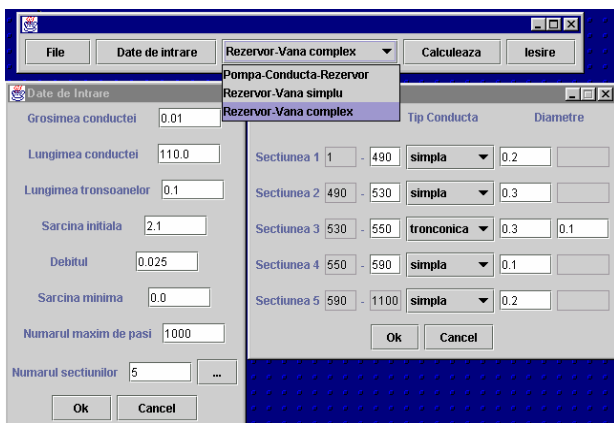 File Date de intrare Rezervor-Vana complex Calculeaza Iesire
Pompa-Conducta-Rezervor
Rezervor-Vana simplu
Rezervor-Vana complex
Date de Intrare
Grosimea conductei 0.01
Lungimea conductei 110.0
Lungimea tronsoanelor 0.1
Sarcina initiala 2.1
Debitul 0.025
Sarcina minima 0.0
Numarul maxim de pasi 1000
Numarul sectiunilor 5 ...
Ok Cancel
Tip Conducta Diametre
Sectiunea 1 1 - 490 simpla 0.2
Sectiunea 2 490 - 530 simpla 0.3
Sectiunea 3 530 - 550 tronconica 0.3 0.1
Sectiunea 4 550 - 590 simpla 0.1
Sectiunea 5 590 - 1100 simpla 0.2
Ok Cancel